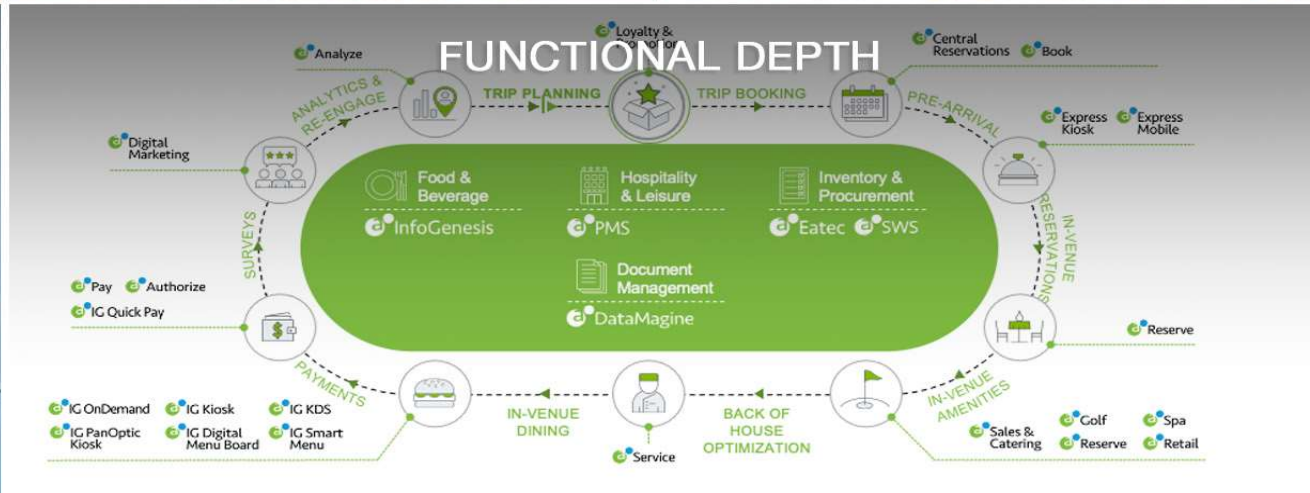 FUNCTIONAL DEPTH
Loyalty &
Analyze
Central
Reservations
Book
TRIP PLANNING
TRIP BOOKING
ANALYTICS &
RE-ENGAGE
PRE-ARRIVAL
Express
Kiosk
Express
Mobile
Digital
Marketing
Food &
Beverage
InfoGenesis
Hospitality
& Leisure
PMS
Inventory &
Procurement
Eatec
SWS
Document
Management
DataMagine
SURVEYS
IN-VENUE
RESERVATIONS
Pay
Authorize
IG Quick Pay
Reserve
PAYMENTS
IN-VENUE
DINING
BACK OF
HOUSE
OPTIMIZATION
IN-VENUE
AMENITIES
IG OnDemand
IG Kiosk
IG KDS
IG PanOptic
Kiosk
IG Digital
Menu Board
IG Smart
Menu
Service
Sales &
Catering
Golf
Spa
Reserve
Retail